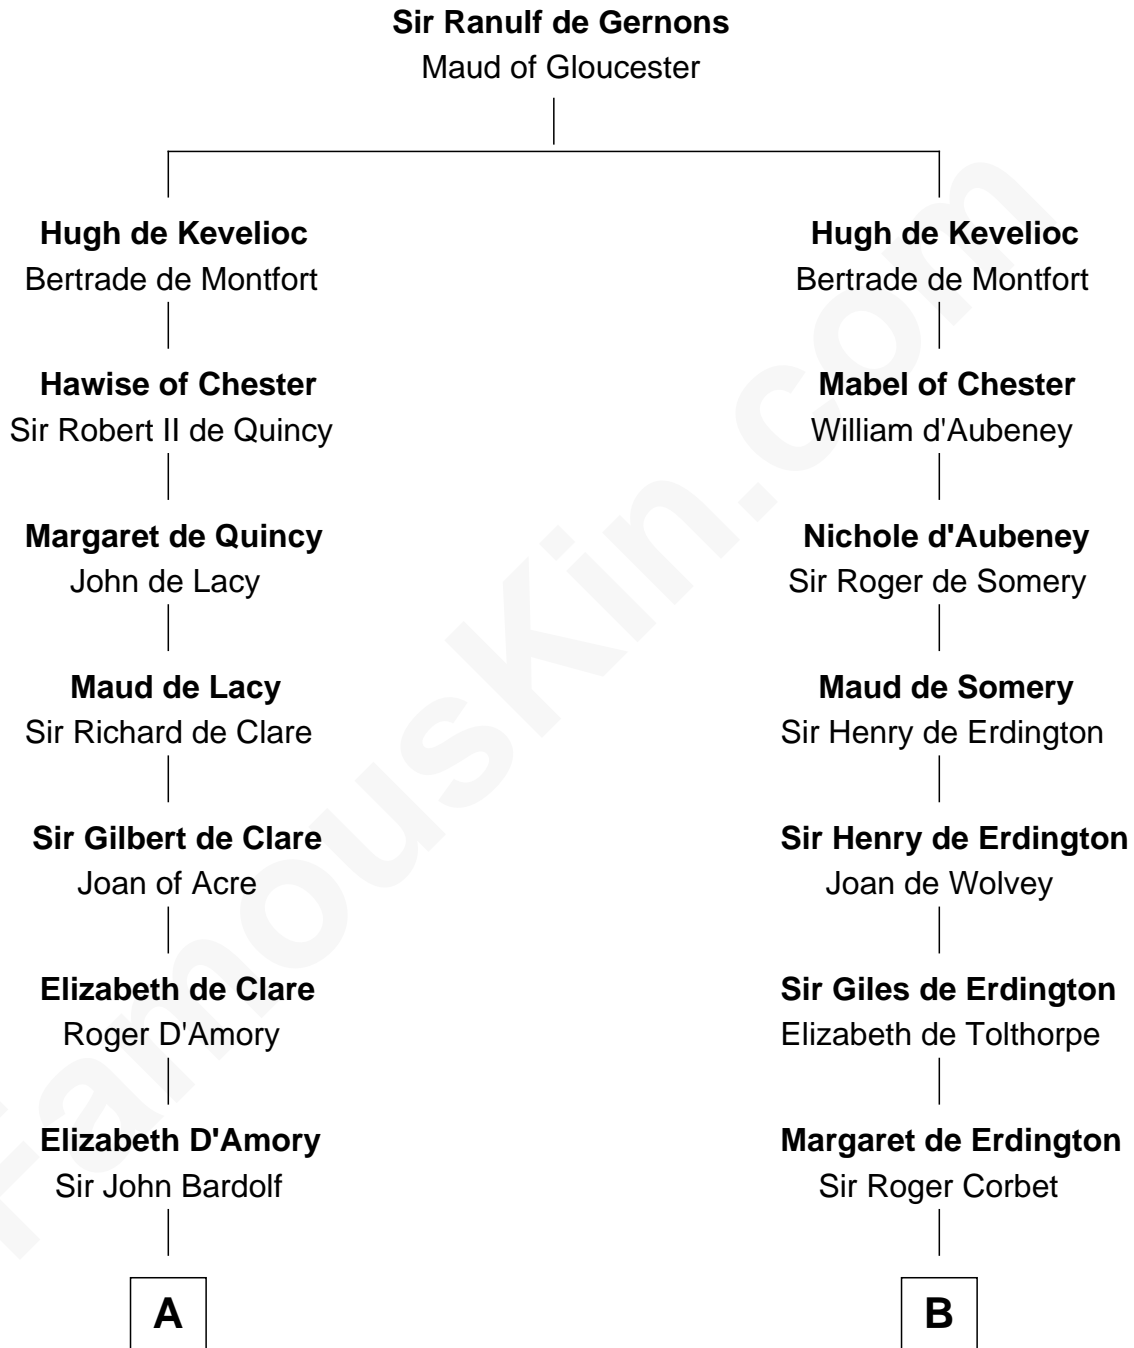 Sir Ranulf de Gernons
Maud of Gloucester
Hugh de Kevelioc
Bertrade de Montfort
Hawise of Chester
Sir Robert II de Quincy
Margaret de Quincy
John de Lacy
Maud de Lacy
Sir Richard de Clare
Sir Gilbert de Clare
Joan of Acre
Elizabeth de Clare
Roger D'Amory
Elizabeth D'Amory
Sir John Bardolf
A
Hugh de Kevelioc
Bertrade de Montfort
Mabel of Chester
William d'Aubeney
Nichole d'Aubeney
Sir Roger de Somery
Maud de Somery
Sir Henry de Erdington
Sir Henry de Erdington
Joan de Wolvey
Sir Giles de Erdington
Elizabeth de Tolthorpe
Margaret de Erdington
Sir Roger Corbet
B
FamousKin.com